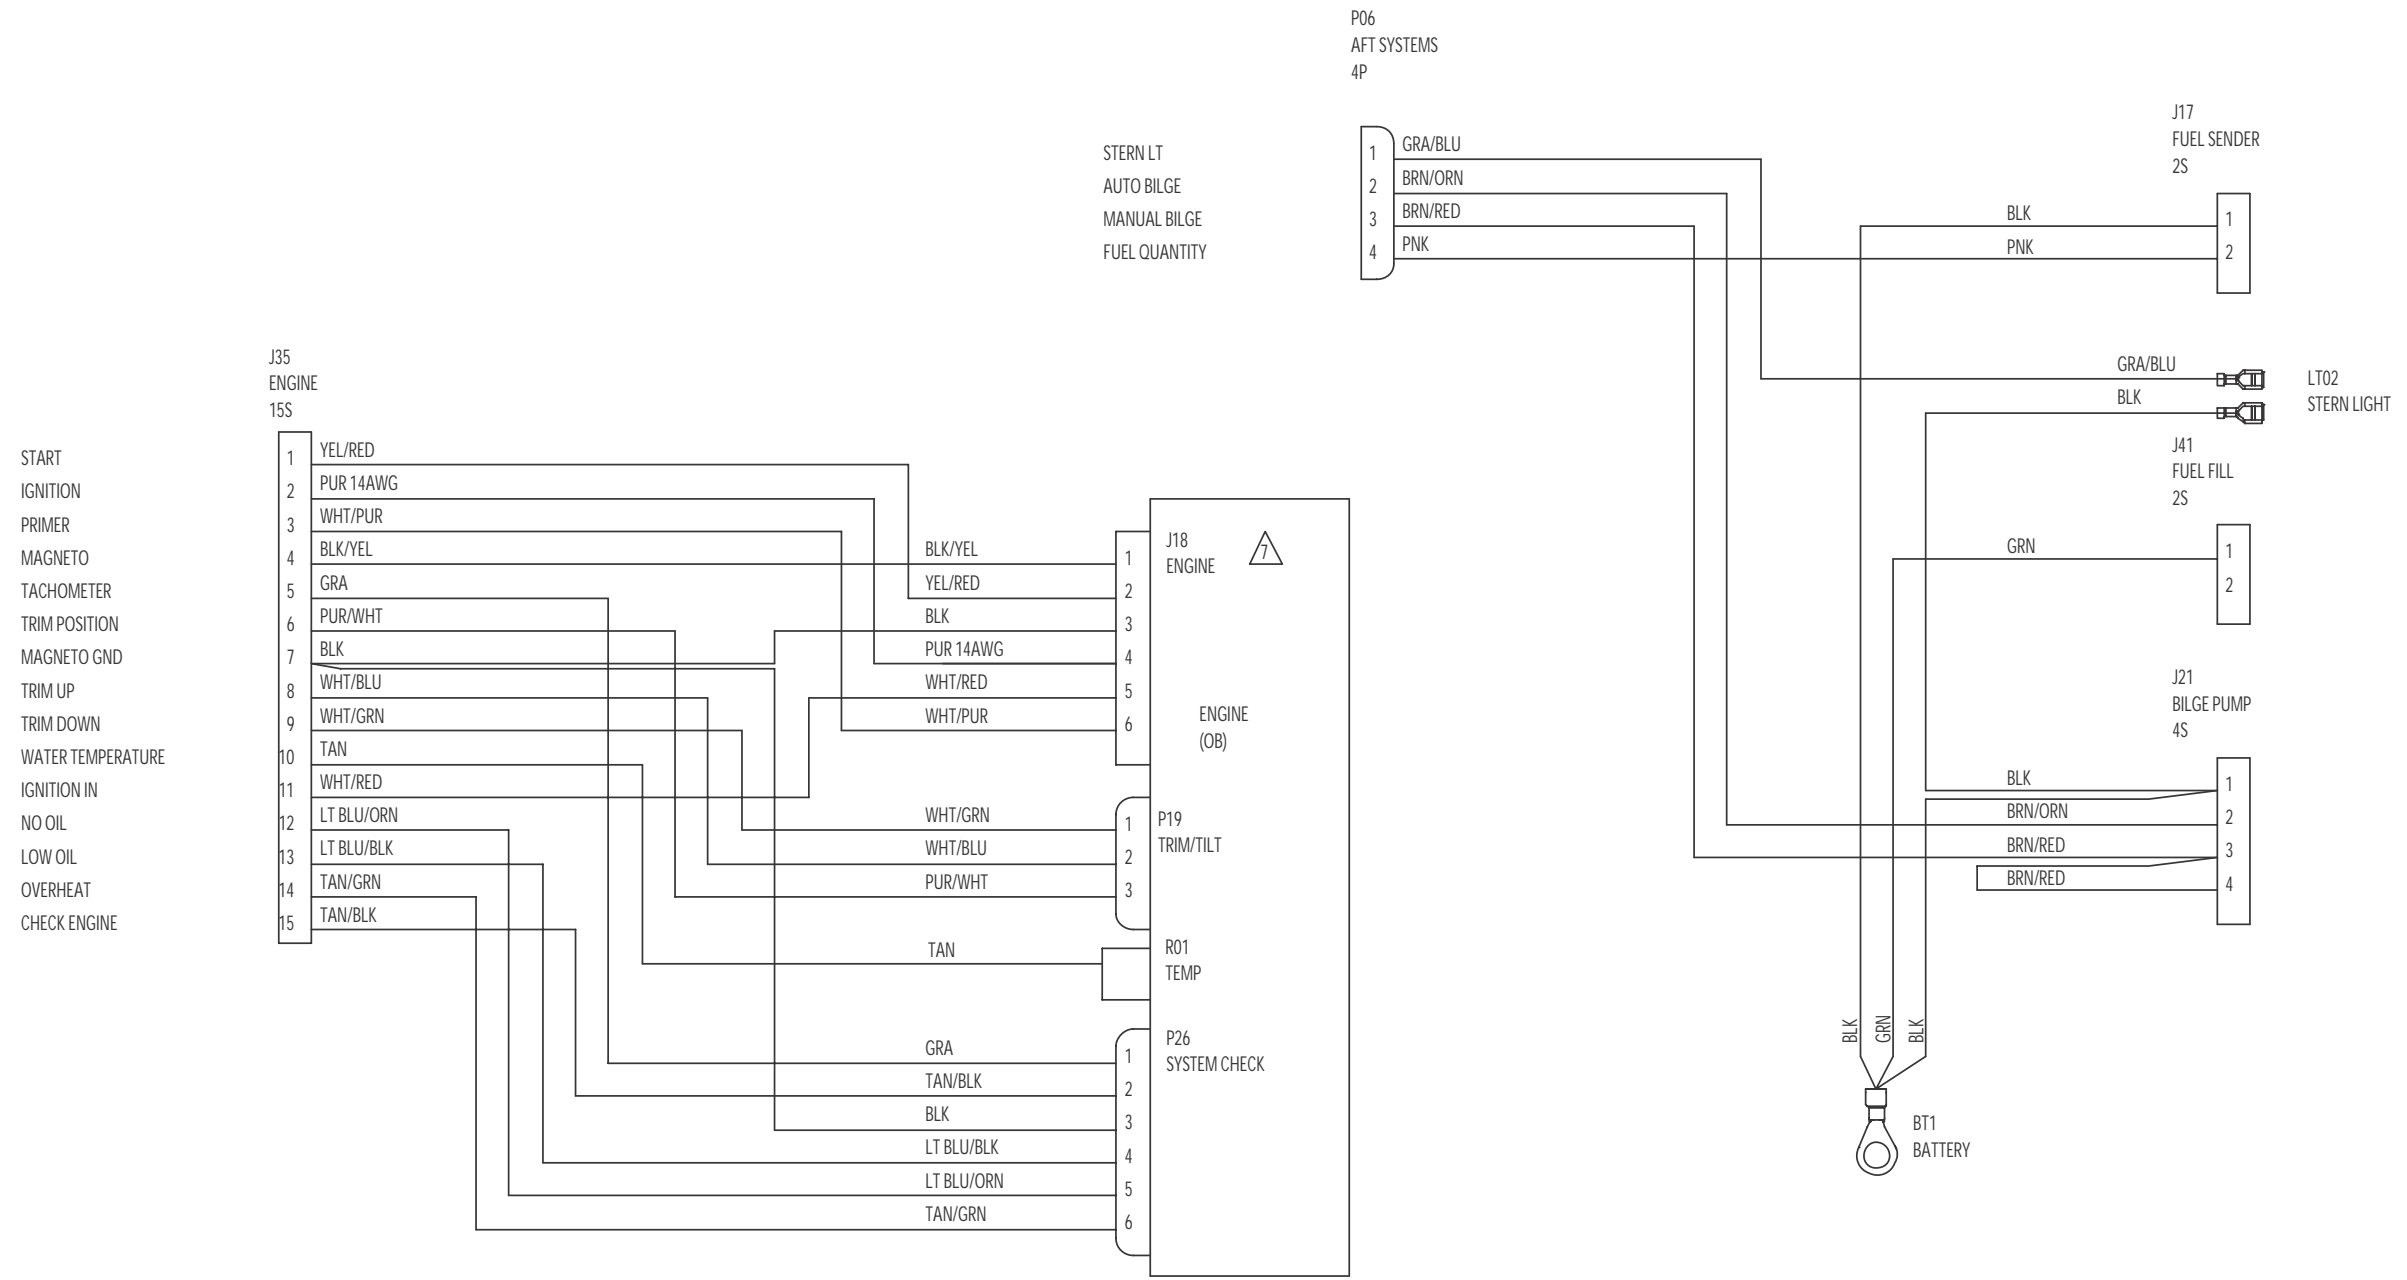 P06
AFT SYSTEMS
4P
STERN LT
AUTO BILGE
MANUAL BILGE
FUEL QUANTITY
1 GRA/BLU
2 BRN/ORN
3 BRN/RED
4 PNK
J17
FUEL SENDER
2S
BLK 1
PNK 2
GRA/BLU
BLK
LT02
STERN LIGHT
J41
FUEL FILL
2S
GRN 1
2
J21
BILGE PUMP
4S
BLK 1
BRN/ORN 2
BRN/RED 3
BRN/RED 4
BLK
GRN
BLK
BT1
BATTERY
J35
ENGINE
15S
START 1 YEL/RED
IGNITION 2 PUR 14AWG
PRIMER 3 WHT/PUR
MAGNETO 4 BLK/YEL
TACHOMETER 5 GRA
TRIM POSITION 6 PUR/WHT
MAGNETO GND 7 BLK
TRIM UP 8 WHT/BLU
TRIM DOWN 9 WHT/GRN
WATER TEMPERATURE 10 TAN
IGNITION IN 11 WHT/RED
NO OIL 12 LT BLU/ORN
LOW OIL 13 LT BLU/BLK
OVERHEAT 14 TAN/GRN
CHECK ENGINE 15 TAN/BLK
J18
ENGINE
7
BLK/YEL 1
YEL/RED 2
BLK 3
PUR 14AWG 4
WHT/RED 5
WHT/PUR 6
ENGINE
(OB)
P19
TRIM/TILT
WHT/GRN 1
WHT/BLU 2
PUR/WHT 3
R01
TEMP
TAN
P26
SYSTEM CHECK
GRA 1
TAN/BLK 2
BLK 3
LT BLU/BLK 4
LT BLU/ORN 5
TAN/GRN 6